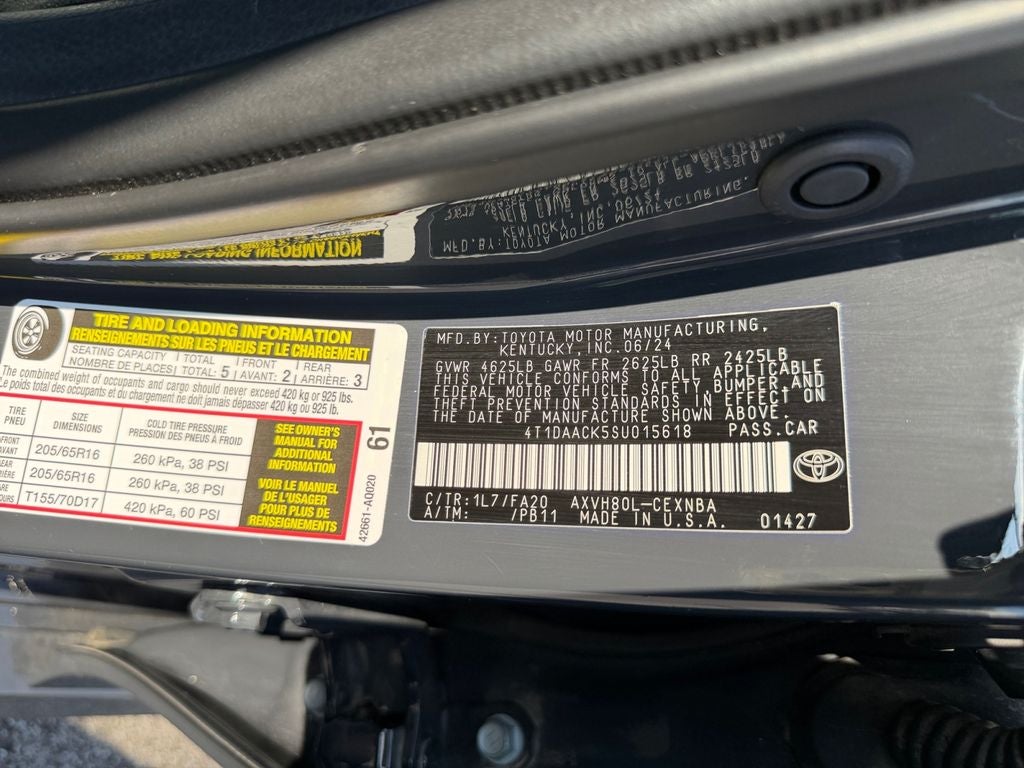 TIRE AND LOADING INFORMATION
RENSEIGNEMENTS SUR LES PNEUS ET LE CHARGEMENT
SEATING CAPACITY TOTAL FRONT REAR
NOMBRE DE PLACES: TOTAL: 5 AVANT: 2 ARRIÈRE: 3
The combined weight of occupants and cargo should never exceed 420 kg or 925 lbs.
Le poids total des occupants et du chargement ne doit jamais dépasser 420 kg ou 925 lb.
TIRE
PNEU
SIZE
DIMENSIONS
COLD TIRE PRESSURE
PRESSION DES PNEUS À FROID
205/65R16 260 kPa, 38 PSI
205/65R16 260 kPa, 38 PSI
T155/70D17 420 kPa, 60 PSI
SEE OWNER'S
MANUAL FOR
ADDITIONAL
INFORMATION
VOIR LE MANUEL
DE L'USAGER
POUR PLUS DE
RENSEIGNEMENTS
61
42661-A0020
MFD.BY:TOYOTA MOTOR MANUFACTURING,
KENTUCKY, INC.06/24
GVWR 4625LB GAWR FR 2625LB RR 2425LB
THIS VEHICLE CONFORMS TO ALL APPLICABLE
FEDERAL MOTOR VEHICLE SAFETY,BUMPER,AND
THEFT PREVENTION STANDARDS IN EFFECT ON
THE DATE OF MANUFACTURE SHOWN ABOVE.
4T1DAACK5SU015618 PASS.CAR
C/TR:1L7/FA20 AXVH80L-CEXNBA
A/TM: /PB11 MADE IN U.S.A. 01427